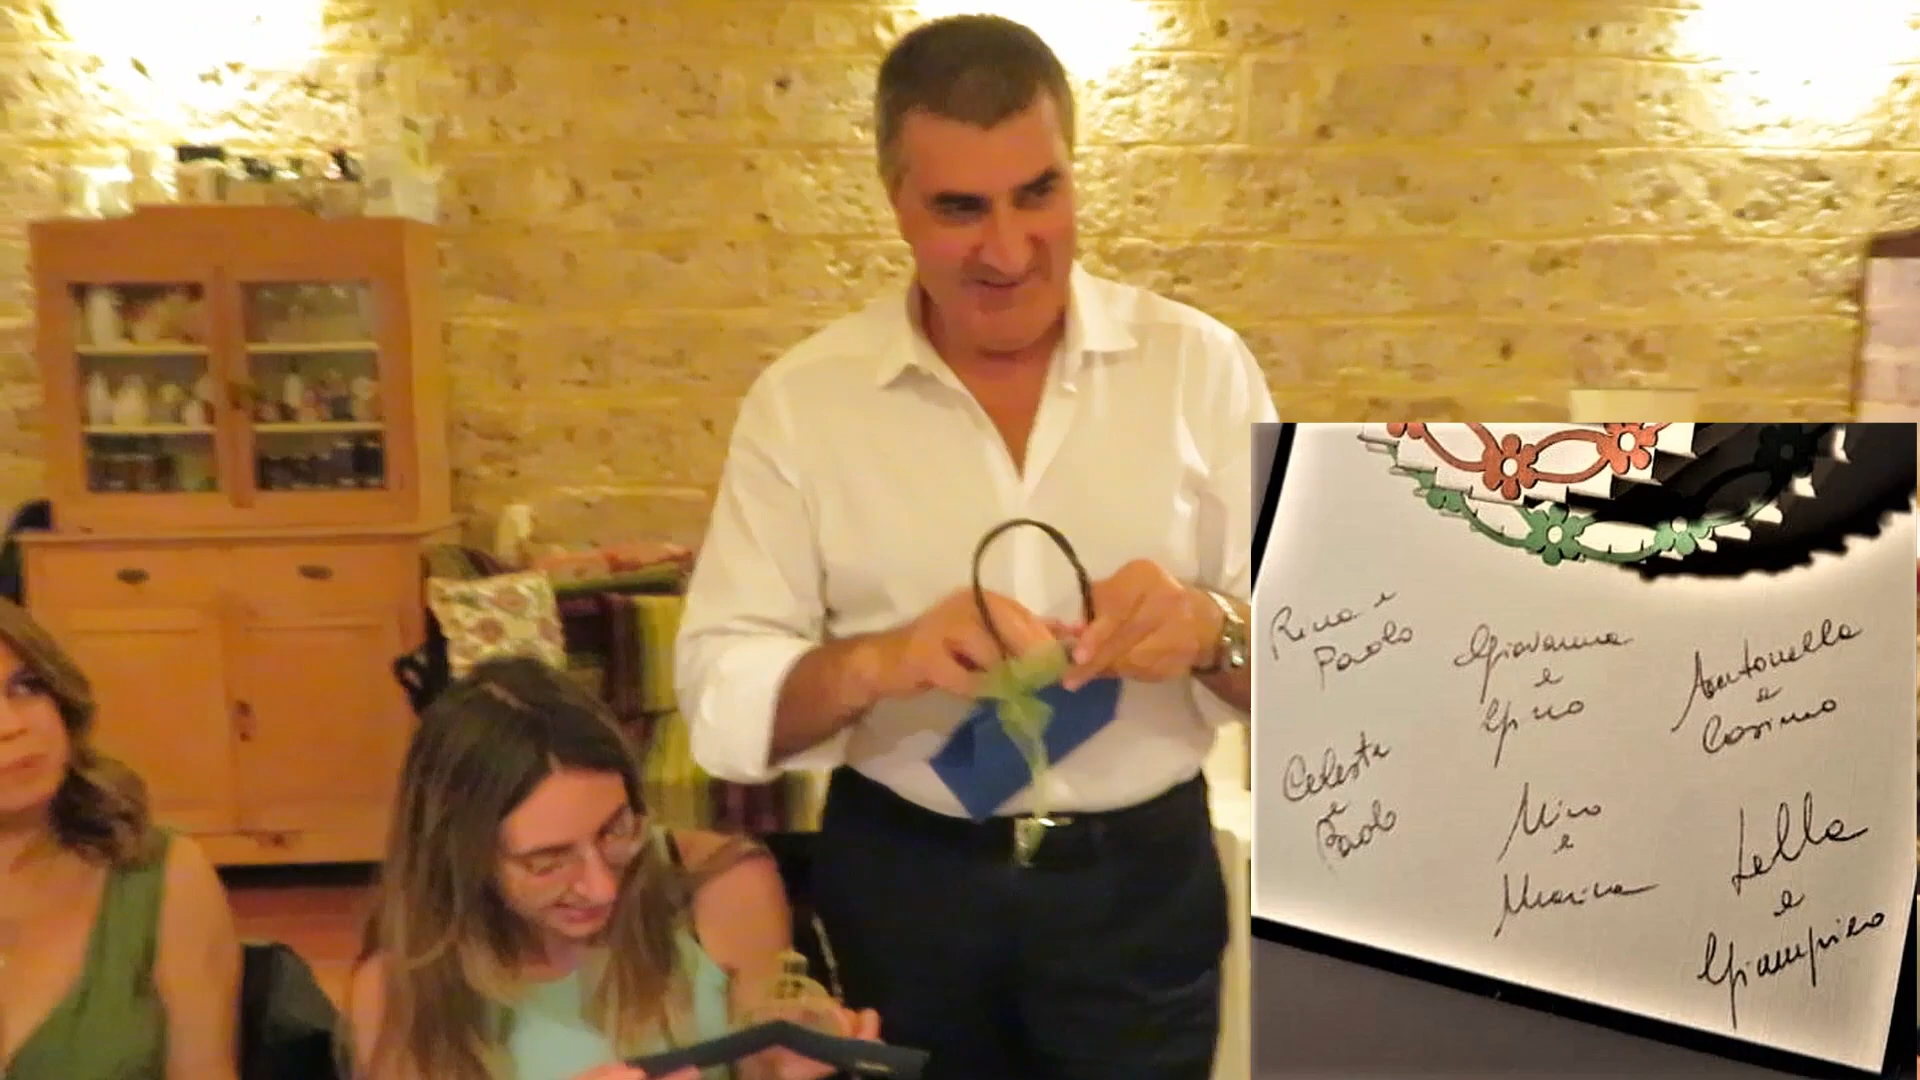 Rina e
Paolo
Giovanna
e
Gino
Antonella
e
Cosimo
Celeste
e
Paolo
Nino
e
Marina
Lella
e
Giampiero